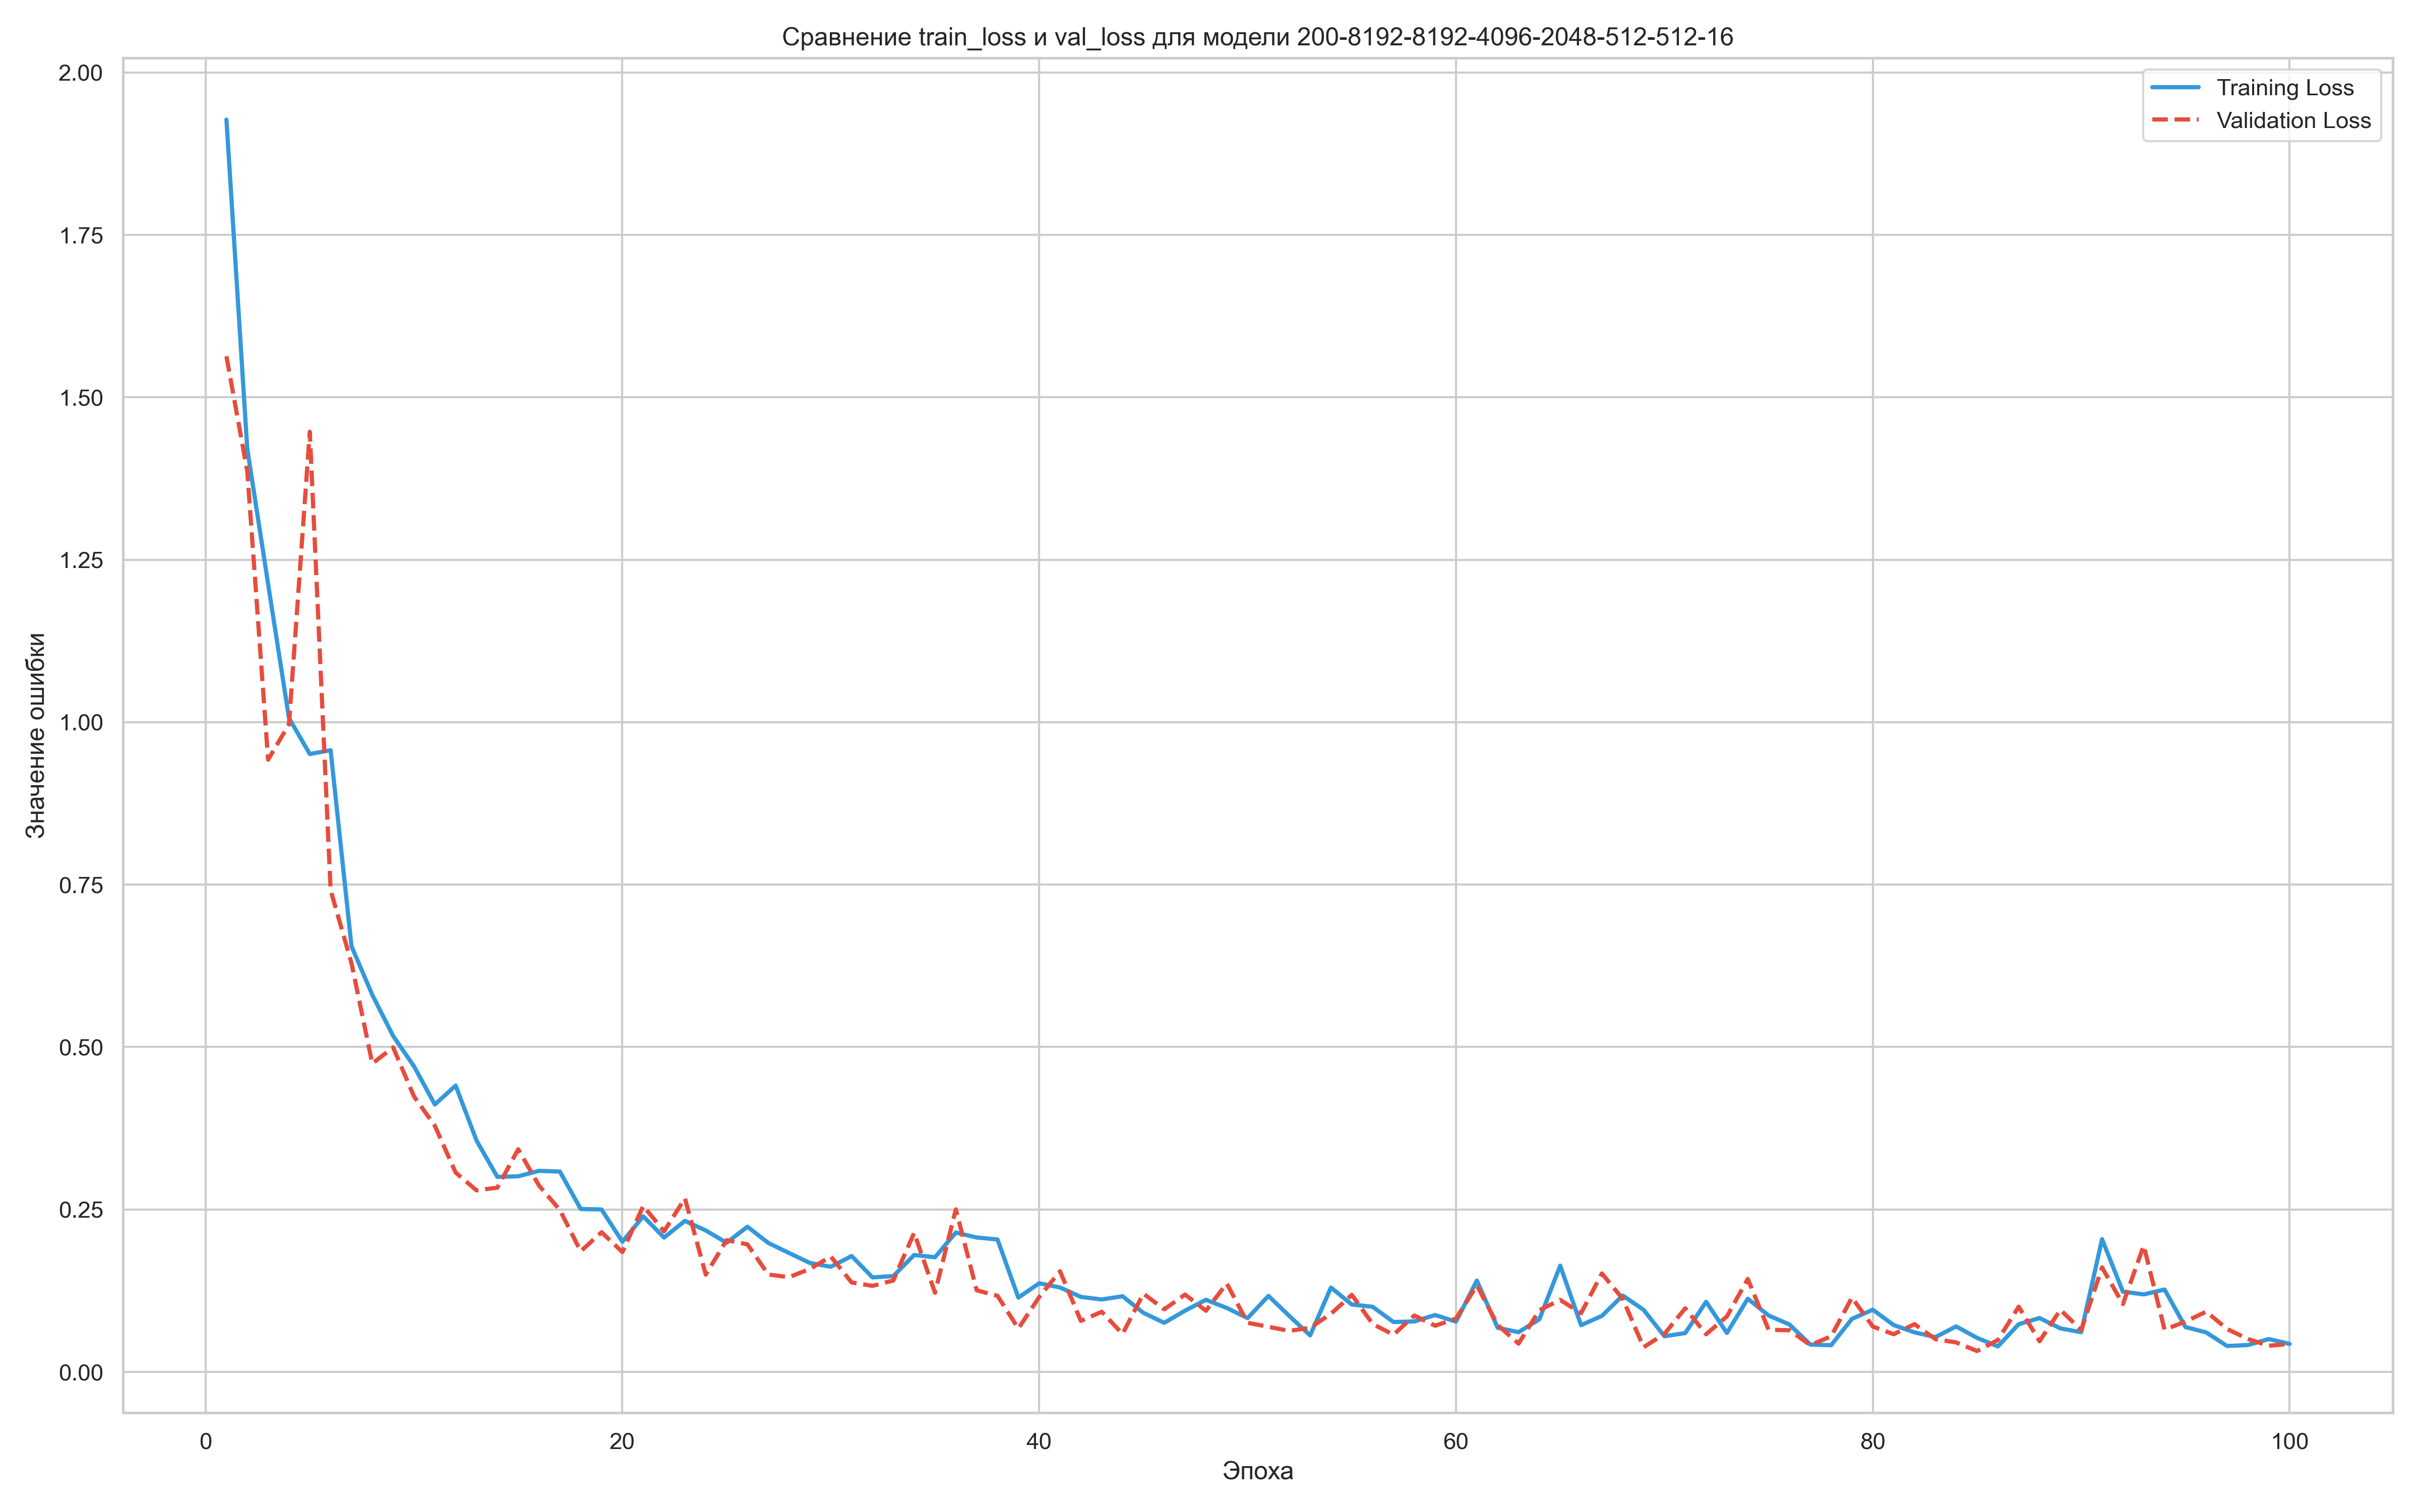 Сравнение train_loss и val_loss для модели 200-8192-8192-4096-2048-512-512-16
Training Loss
Validation Loss
2.00
1.75
1.50
1.25
1.00
0.75
0.50
0.25
0.00
Значение ошибки
0 20 40 60 80 100
Эпоха